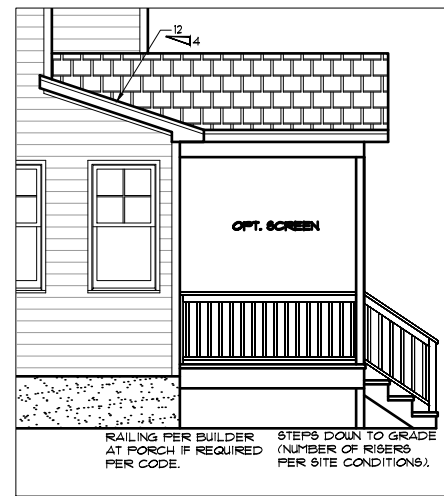 12
4
OPT. SCREEN
RAILING PER BUILDER
AT PORCH IF REQUIRED
PER CODE.
STEPS DOWN TO GRADE
(NUMBER OF RISERS
PER SITE CONDITIONS).